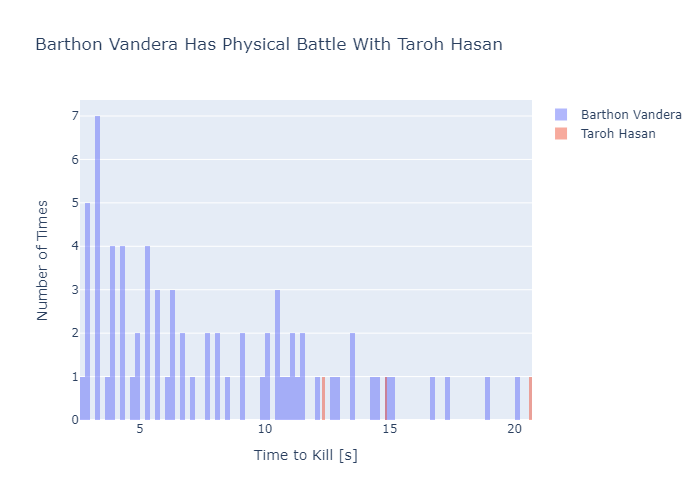 Barthon Vandera Has Physical Battle With Taroh Hasan
Barthon Vandera
Taroh Hasan
Number of Times
7
6
5
4
3
2
1
0
5
10
15
20
Time to Kill [s]